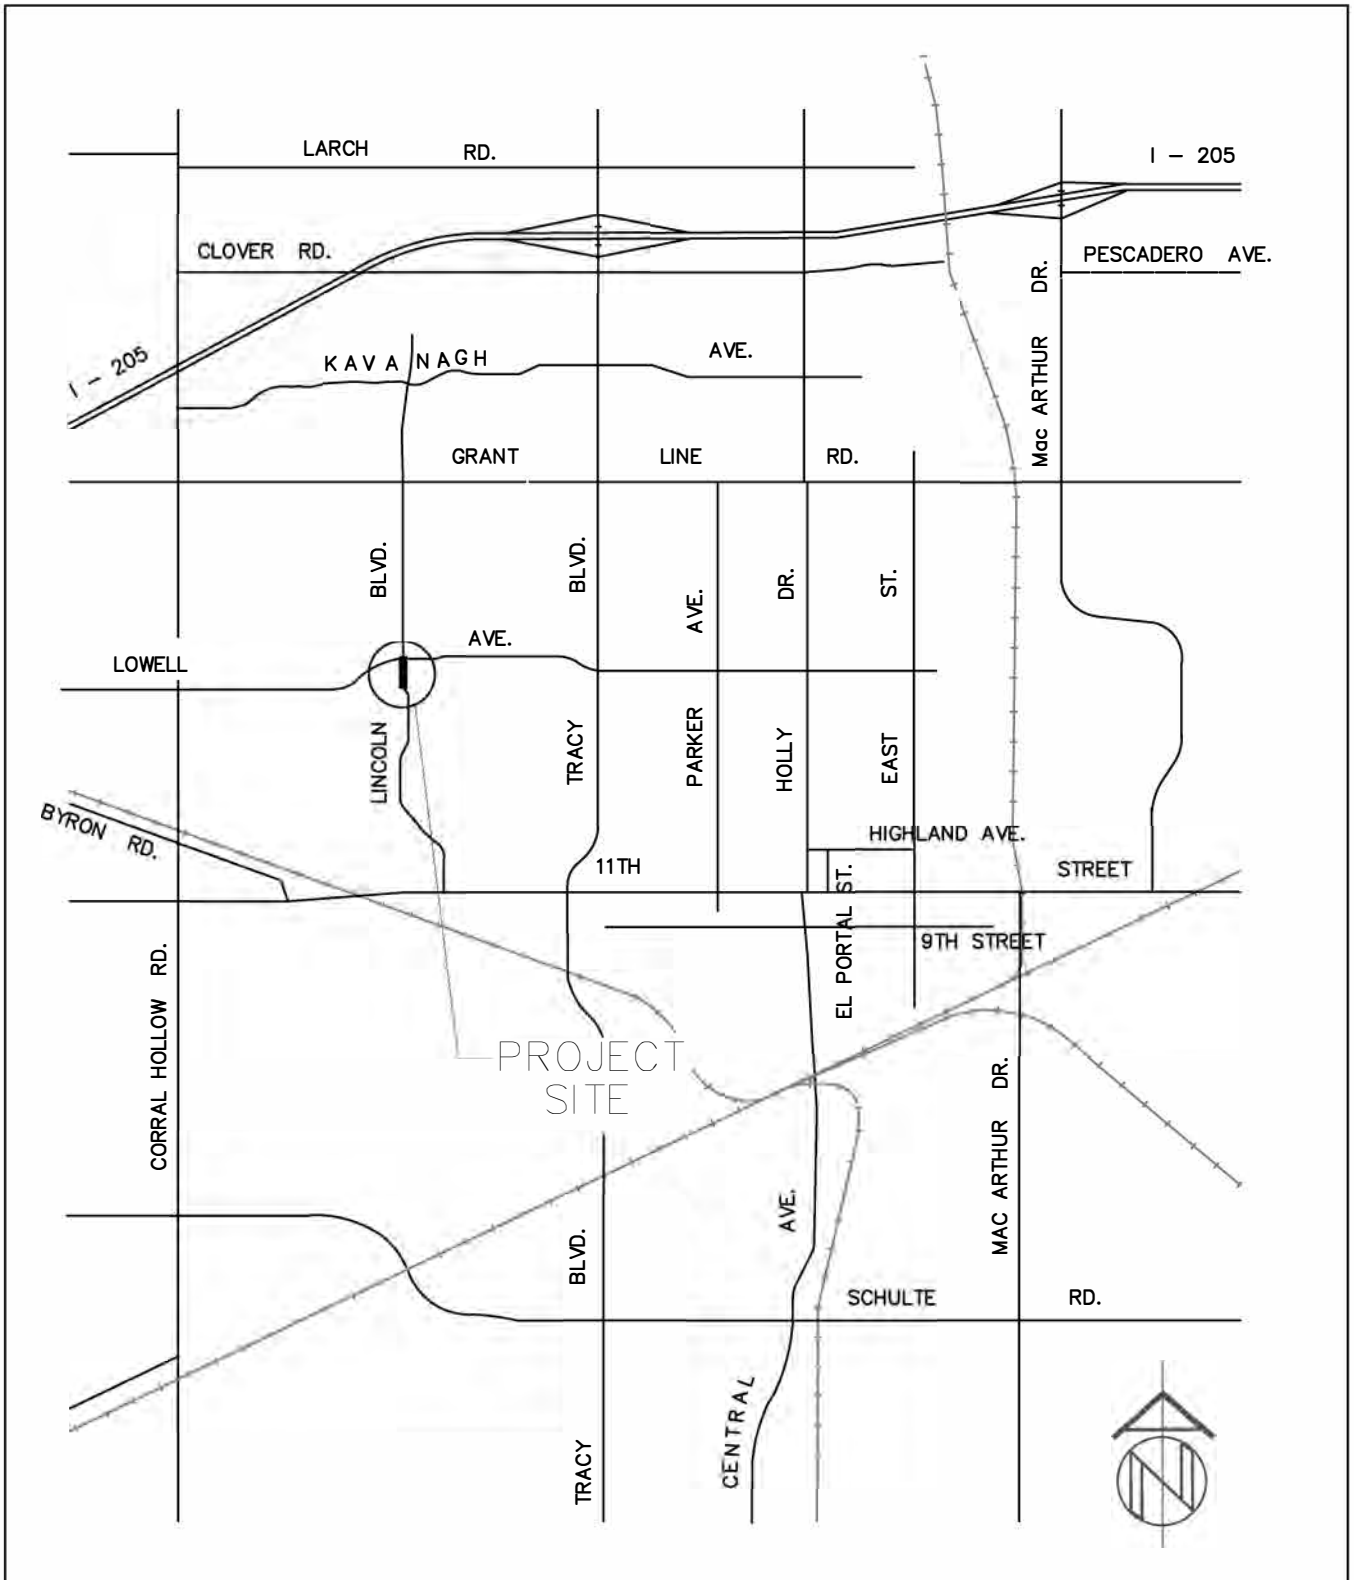 LARCH RD.
I - 205
CLOVER RD.
PESCADERO AVE.
Mac ARTHUR DR.
I - 205
KAVANAGH AVE.
GRANT LINE RD.
LINCOLN BLVD.
TRACY BLVD.
PARKER AVE.
HOLLY DR.
EAST ST.
LOWELL AVE.
BYRON RD.
HIGHLAND AVE.
11TH STREET
EL PORTAL ST.
9TH STREET
CORRAL HOLLOW RD.
PROJECT
SITE
MAC ARTHUR DR.
TRACY BLVD.
CENTRAL AVE.
SCHULTE RD.
N